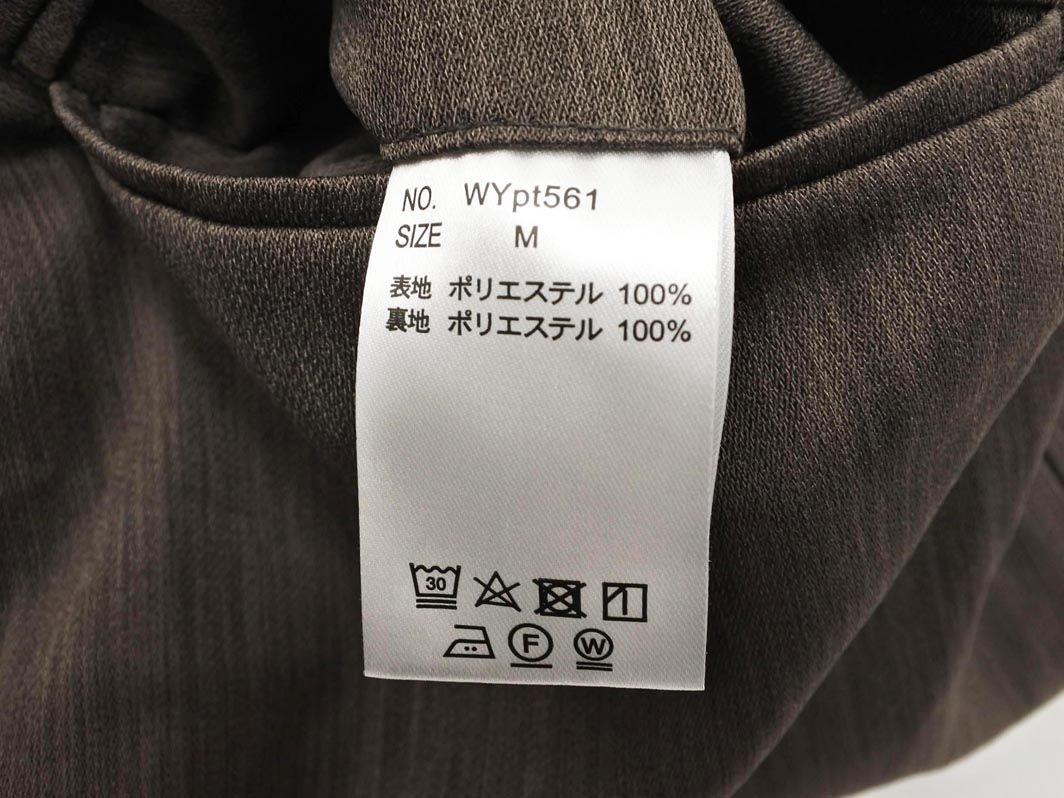 NO. WYpt561
SIZE M
表地 ポリエステル 100%
裏地 ポリエステル 100%
30
F W